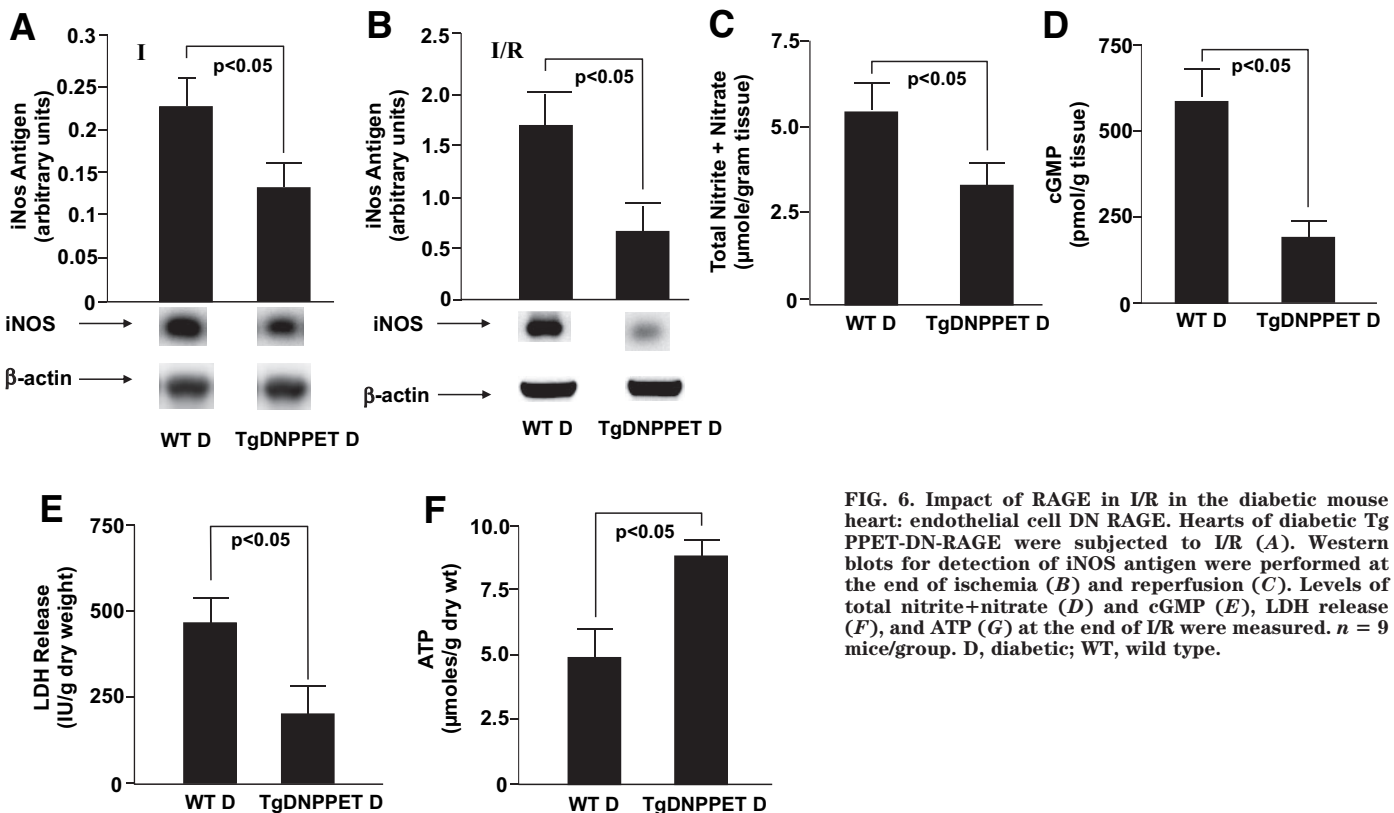 A
0.3
0.25
0.2
0.15
0.1
0.05
0
iNos Antigen
(arbitrary units)
I
p<0.05
iNOS
β-actin
WT D TgDNPPET D
B
2.5
2.0
1.5
1.0
0.5
0
iNos Antigen
(arbitrary units)
I/R
p<0.05
iNOS
β-actin
WT D TgDNPPET D
C
7.5
5.0
2.5
0
Total Nitrite + Nitrate
(µmole/gram tissue)
p<0.05
WT D TgDNPPET D
D
750
500
250
0
cGMP
(pmol/g tissue)
p<0.05
WT D TgDNPPET D
E
750
500
250
0
LDH Release
(IU/g dry weight)
p<0.05
WT D TgDNPPET D
F
10.0
7.5
5.0
2.5
0
ATP
(µmoles/g dry wt)
p<0.05
WT D TgDNPPET D
FIG. 6. Impact of RAGE in I/R in the diabetic mouse
heart: endothelial cell DN RAGE. Hearts of diabetic Tg
PPET-DN-RAGE were subjected to I/R (A). Western
blots for detection of iNOS antigen were performed at
the end of ischemia (B) and reperfusion (C). Levels of
total nitrite+nitrate (D) and cGMP (E), LDH release
(F), and ATP (G) at the end of I/R were measured. n = 9
mice/group. D, diabetic; WT, wild type.